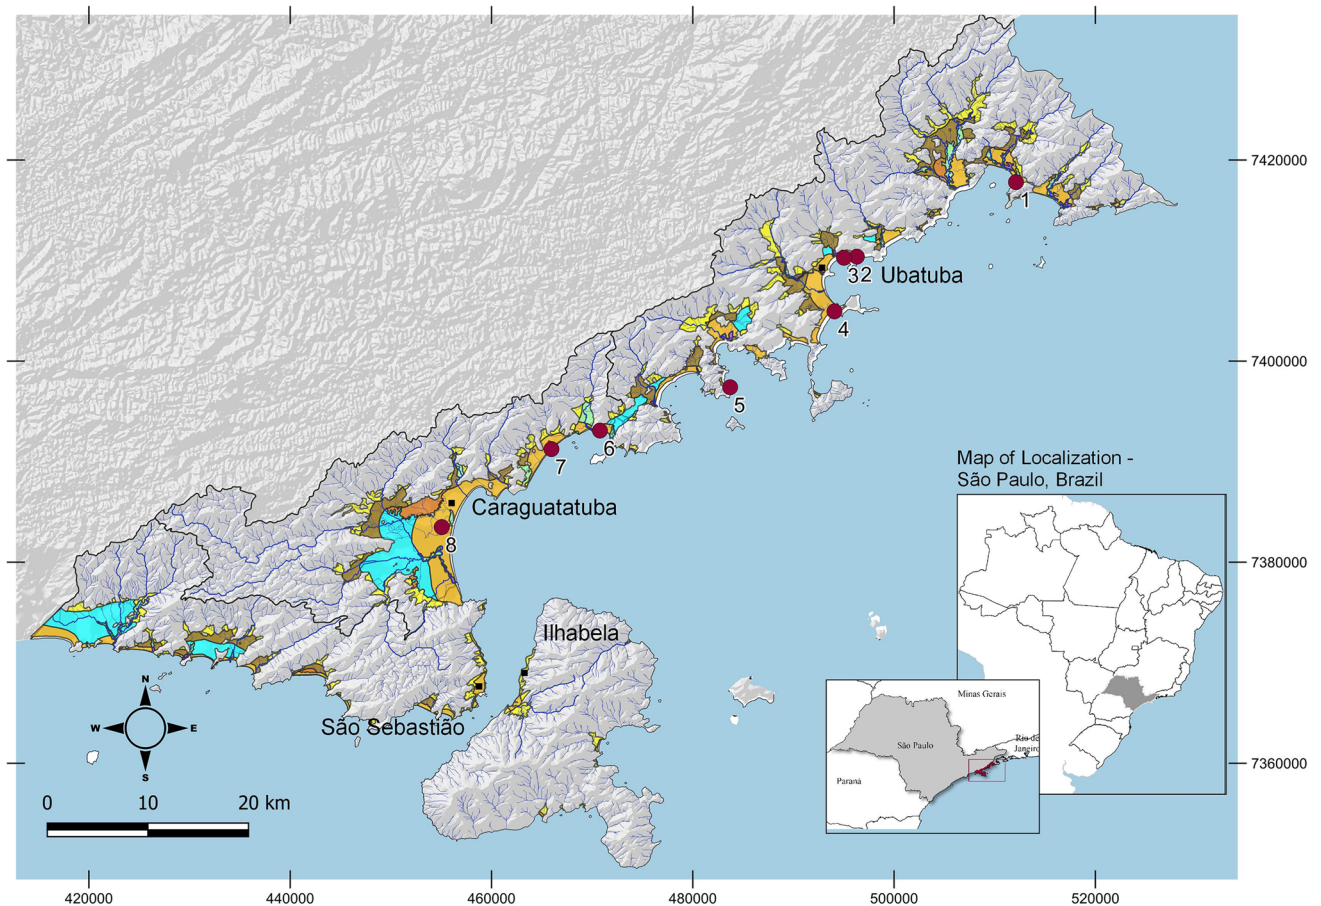 420000
440000
460000
480000
500000
520000
7420000
7400000
7380000
7360000
1
32
Ubatuba
4
5
6
7
Caraguatatuba
8
Ilhabela
São Sebastião
N
W
E
S
0
10
20 km
Map of Localization -
São Paulo, Brazil
Minas Gerais
São Paulo
Rio de
Janeiro
Paraná